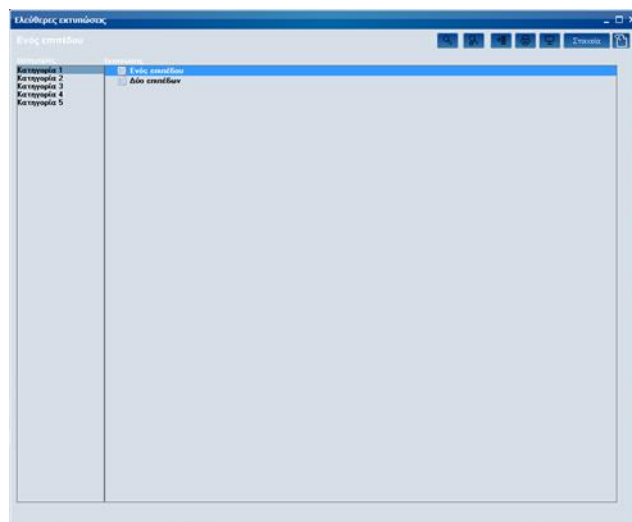 Ελεύθερες εκτυπώσεις
Ενός επιπέδου
Στοιχεία
Κατηγορία 1
Κατηγορία 2
Κατηγορία 3
Κατηγορία 4
Κατηγορία 5
Ενός επιπέδου
Δύο επιπέδων